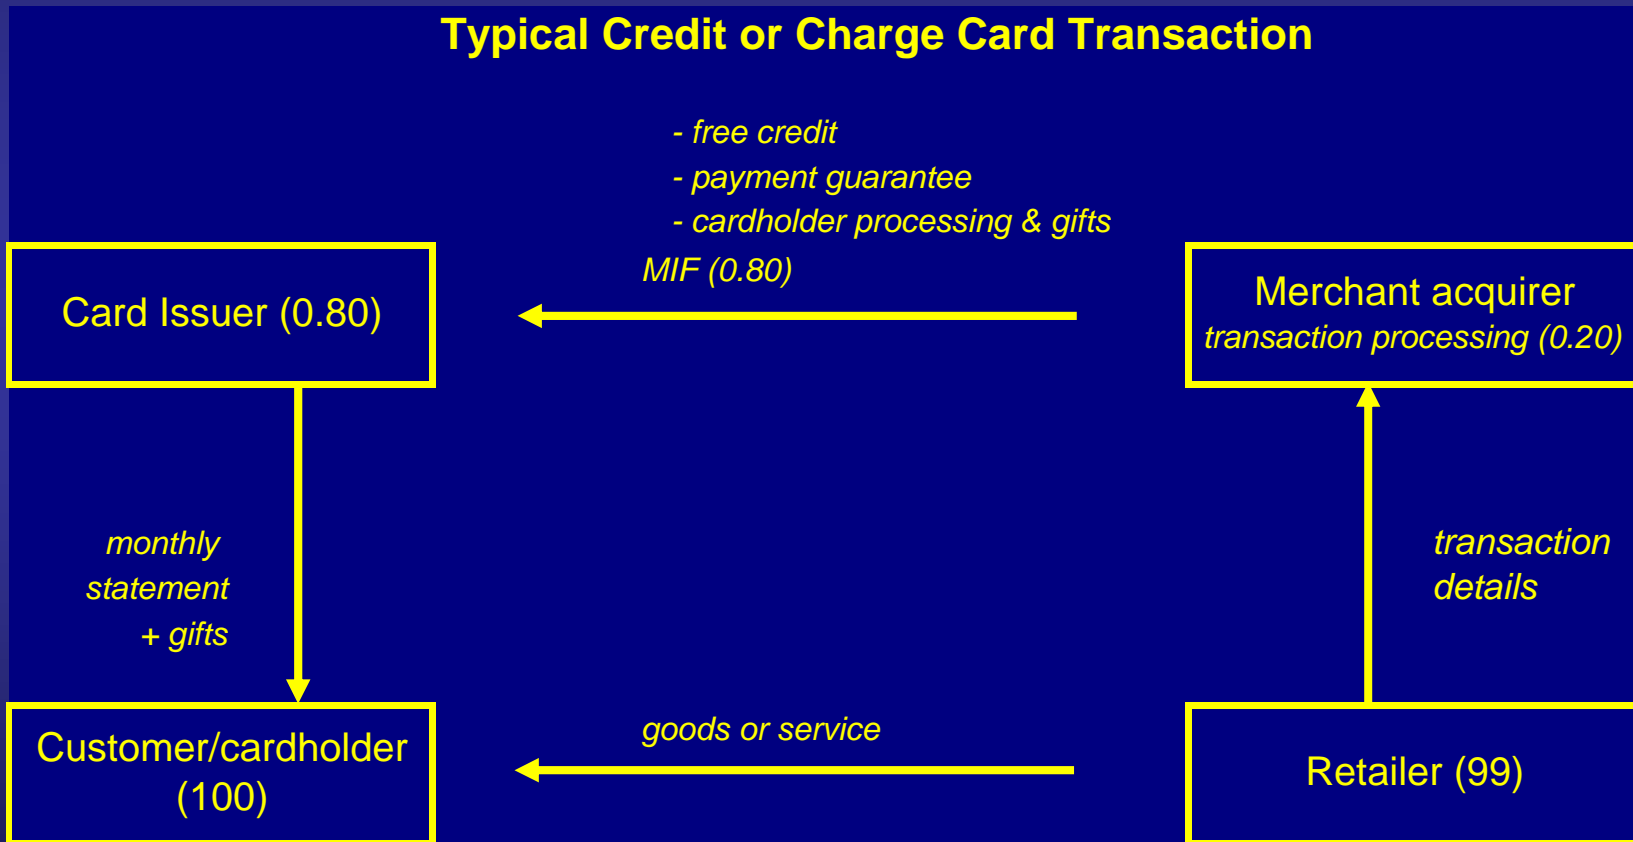 Typical Credit or Charge Card Transaction
- free credit
- payment guarantee
- cardholder processing & gifts
MIF (0.80)
Card Issuer (0.80)
Merchant acquirer
transaction processing (0.20)
monthly
statement
+ gifts
transaction
details
Customer/cardholder
(100)
goods or service
Retailer (99)